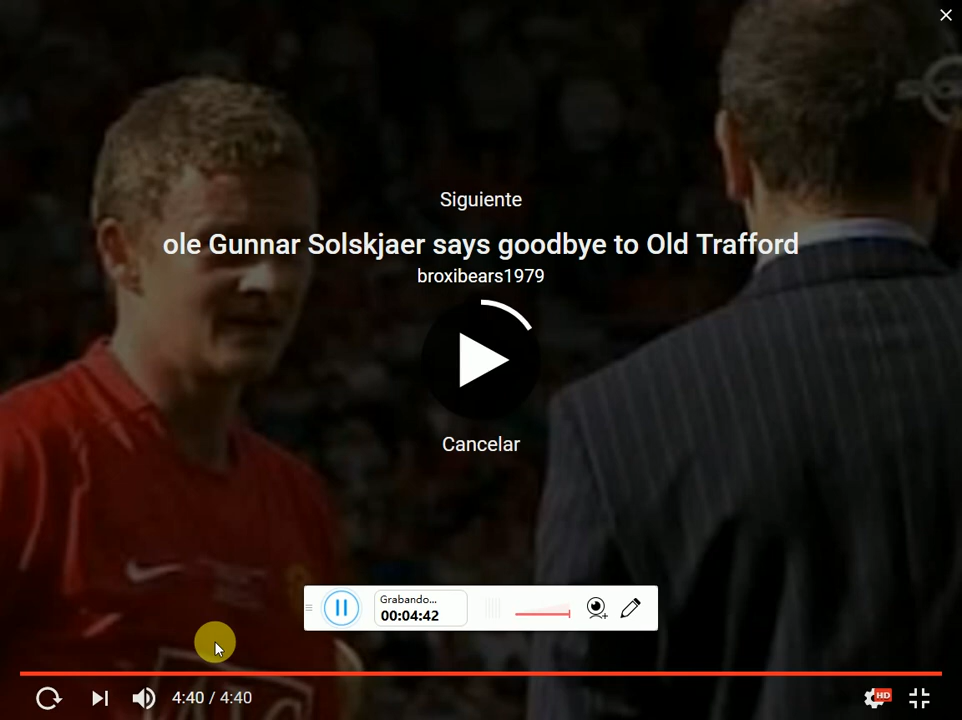 Siguiente
ole Gunnar Solskjaer says goodbye to Old Trafford
broxibears1979
Cancelar
Grabando...
00:04:42
4:40 / 4:40
HD